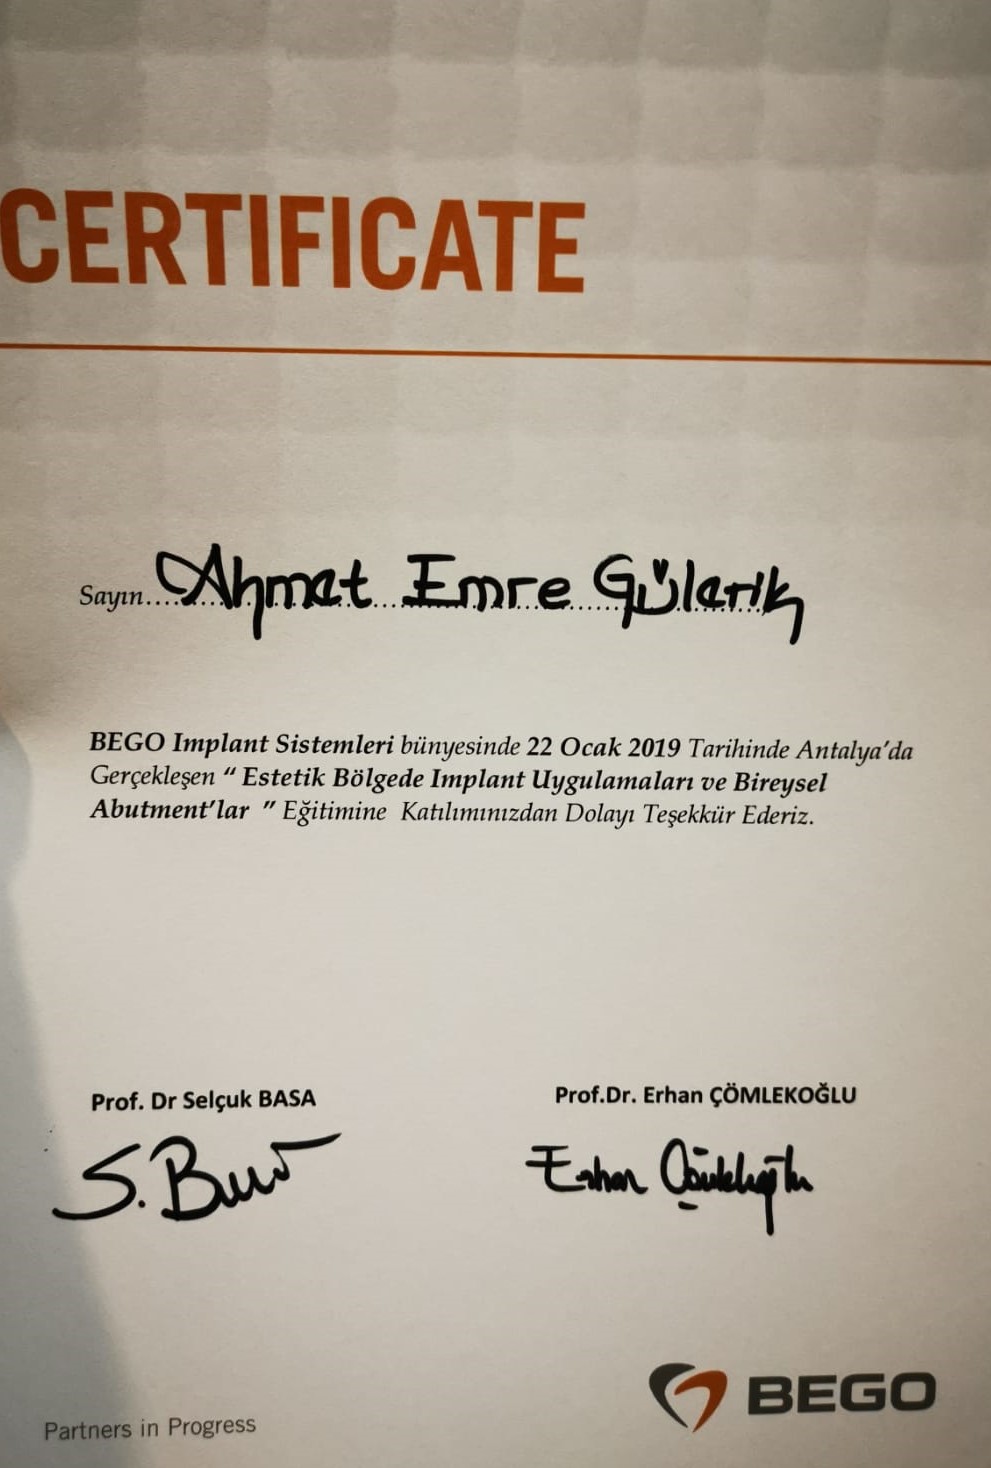 CERTIFICATE
Sayın Ahmet Emre Gülerik
BEGO Implant Sistemleri bünyesinde 22 Ocak 2019 Tarihinde Antalya'da
Gerçekleşen “ Estetik Bölgede Implant Uygulamaları ve Bireysel
Abutment'lar ” Eğitimine Katılımınızdan Dolayı Teşekkür Ederiz.
Prof. Dr Selçuk BASA Prof.Dr. Erhan ÇÖMLEKOĞLU
S. Basa Erhan Çömlekoğlu
BEGO
Partners in Progress